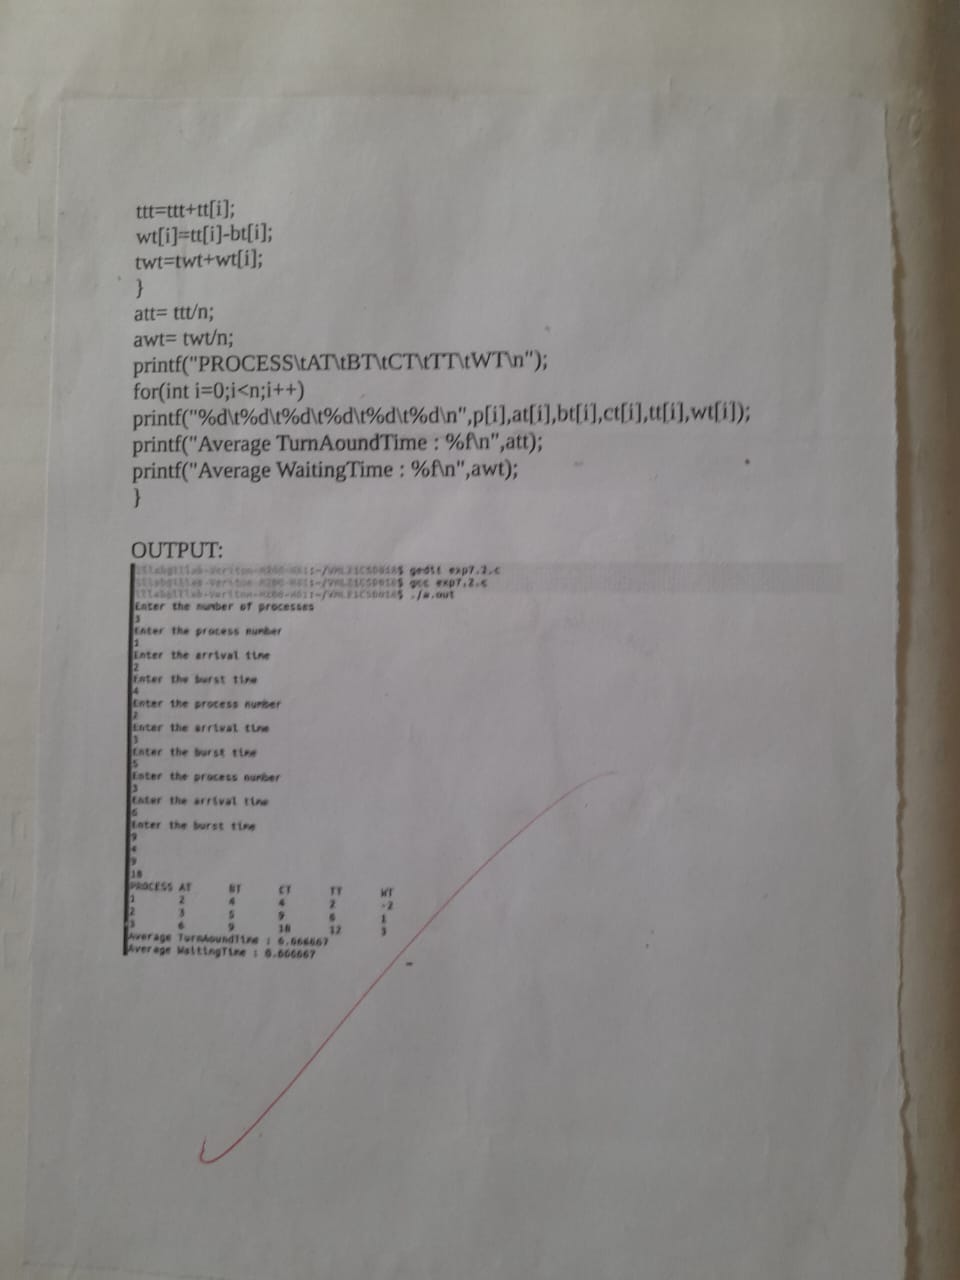 ttt=ttt+tt[i];
wt[i]=tt[i]-bt[i];
twt=twt+wt[i];
}
att= ttt/n;
awt= twt/n;
printf("PROCESS\tAT\tBT\tCT\tTT\tWT\n");
for(int i=0;i<n;i++)
printf("%d\t%d\t%d\t%d\t%d\t%d\n",p[i],at[i],bt[i],ct[i],tt[i],wt[i]);
printf("Average TurnAoundTime : %f\n",att);
printf("Average WaitingTime : %f\n",awt);
}
OUTPUT:
$ gedit exp7.2.c
$ gcc exp7.2.c
$ ./a.out
Enter the number of processes
3
Enter the process number
1
Enter the arrival time
2
Enter the burst time
4
Enter the process number
2
Enter the arrival time
3
Enter the burst time
5
Enter the process number
3
Enter the arrival time
6
Enter the burst time
9
4
9
18
PROCESS AT BT CT TT WT
1 2 4 4 2 -2
2 3 5 9 6 1
3 6 9 18 12 3
Average TurnAoundTime : 6.666667
Average WaitingTime : 0.666667